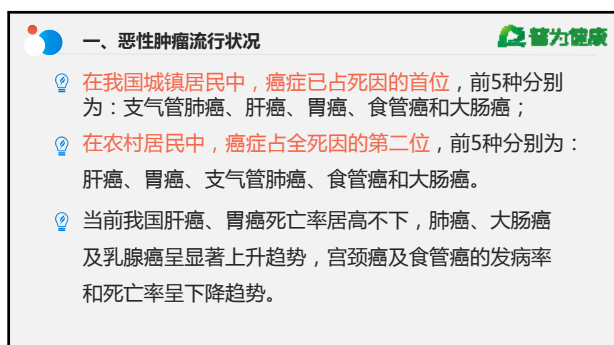 一、恶性肿瘤流行状况
普为健康
在我国城镇居民中，癌症已占死因的首位，前5种分别
为：支气管肺癌、肝癌、胃癌、食管癌和大肠癌；
在农村居民中，癌症占全死因的第二位，前5种分别为：
肝癌、胃癌、支气管肺癌、食管癌和大肠癌。
当前我国肝癌、胃癌死亡率居高不下，肺癌、大肠癌
及乳腺癌呈显著上升趋势，宫颈癌及食管癌的发病率
和死亡率呈下降趋势。